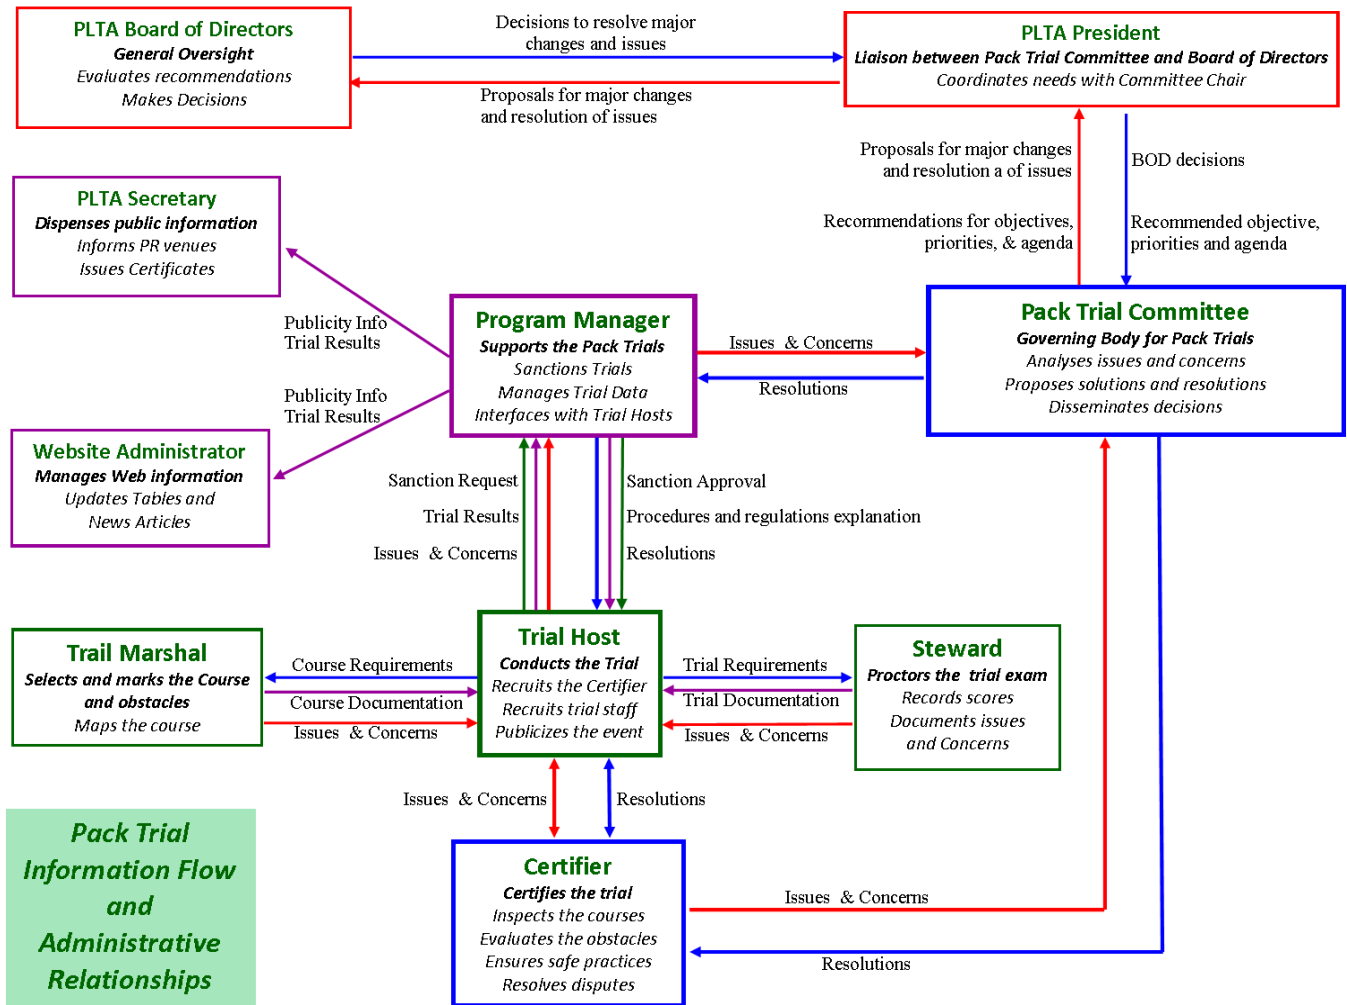 PLTA Board of Directors
General Oversight
Evaluates recommendations
Makes Decisions
Decisions to resolve major
changes and issues
Proposals for major changes
and resolution of issues
PLTA President
Liaison between Pack Trial Committee and Board of Directors
Coordinates needs with Committee Chair
Proposals for major changes
and resolution a of issues
Recommendations for objectives,
priorities, & agenda
BOD decisions
Recommended objective,
priorities and agenda
PLTA Secretary
Dispenses public information
Informs PR venues
Issues Certificates
Publicity Info
Trial Results
Publicity Info
Trial Results
Program Manager
Supports the Pack Trials
Sanctions Trials
Manages Trial Data
Interfaces with Trial Hosts
Issues & Concerns
Resolutions
Pack Trial Committee
Governing Body for Pack Trials
Analyses issues and concerns
Proposes solutions and resolutions
Disseminates decisions
Website Administrator
Manages Web information
Updates Tables and
News Articles
Sanction Request
Trial Results
Issues & Concerns
Sanction Approval
Procedures and regulations explanation
Resolutions
Trail Marshal
Selects and marks the Course
and obstacles
Maps the course
Course Requirements
Course Documentation
Issues & Concerns
Trial Host
Conducts the Trial
Recruits the Certifier
Recruits trial staff
Publicizes the event
Trial Requirements
Trial Documentation
Issues & Concerns
Steward
Proctors the trial exam
Records scores
Documents issues
and Concerns
Issues & Concerns
Resolutions
Certifier
Certifies the trial
Inspects the courses
Evaluates the obstacles
Ensures safe practices
Resolves disputes
Issues & Concerns
Resolutions
Pack Trial
Information Flow
and
Administrative
Relationships